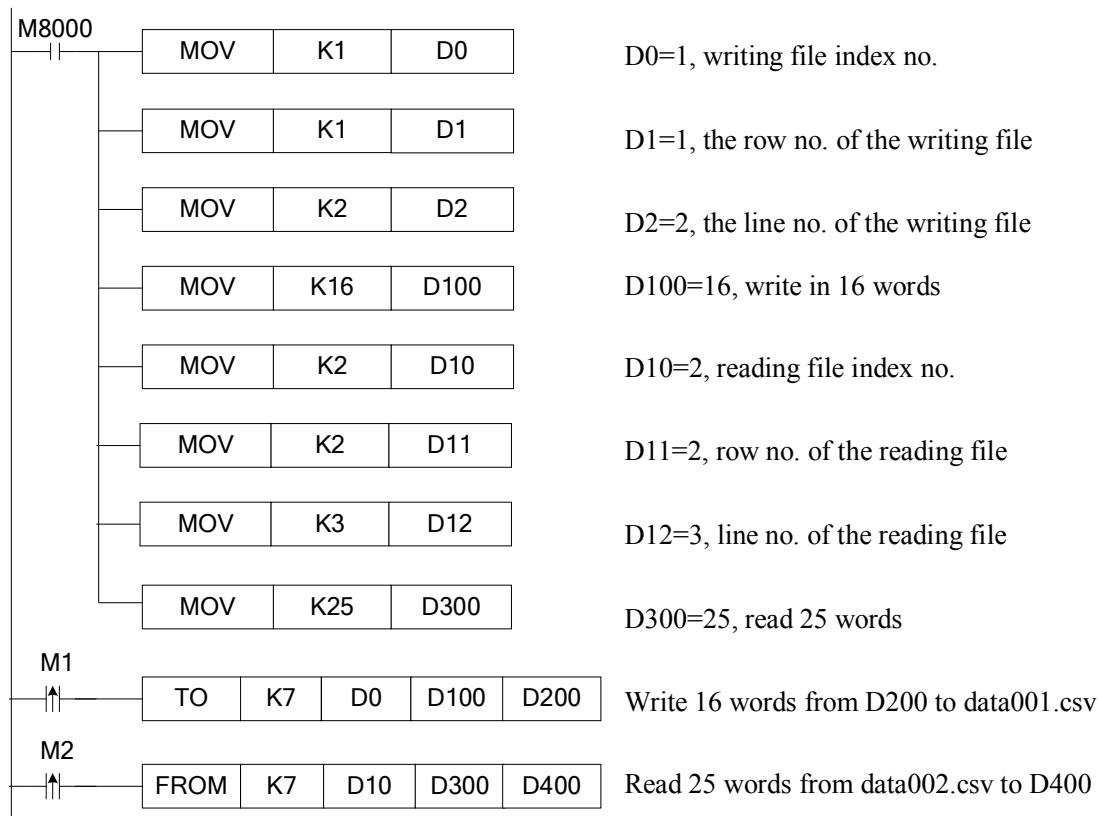 M8000
MOV K1 D0 D0=1, writing file index no.
MOV K1 D1 D1=1, the row no. of the writing file
MOV K2 D2 D2=2, the line no. of the writing file
MOV K16 D100 D100=16, write in 16 words
MOV K2 D10 D10=2, reading file index no.
MOV K2 D11 D11=2, row no. of the reading file
MOV K3 D12 D12=3, line no. of the reading file
MOV K25 D300 D300=25, read 25 words
M1
TO K7 D0 D100 D200 Write 16 words from D200 to data001.csv
M2
FROM K7 D10 D300 D400 Read 25 words from data002.csv to D400